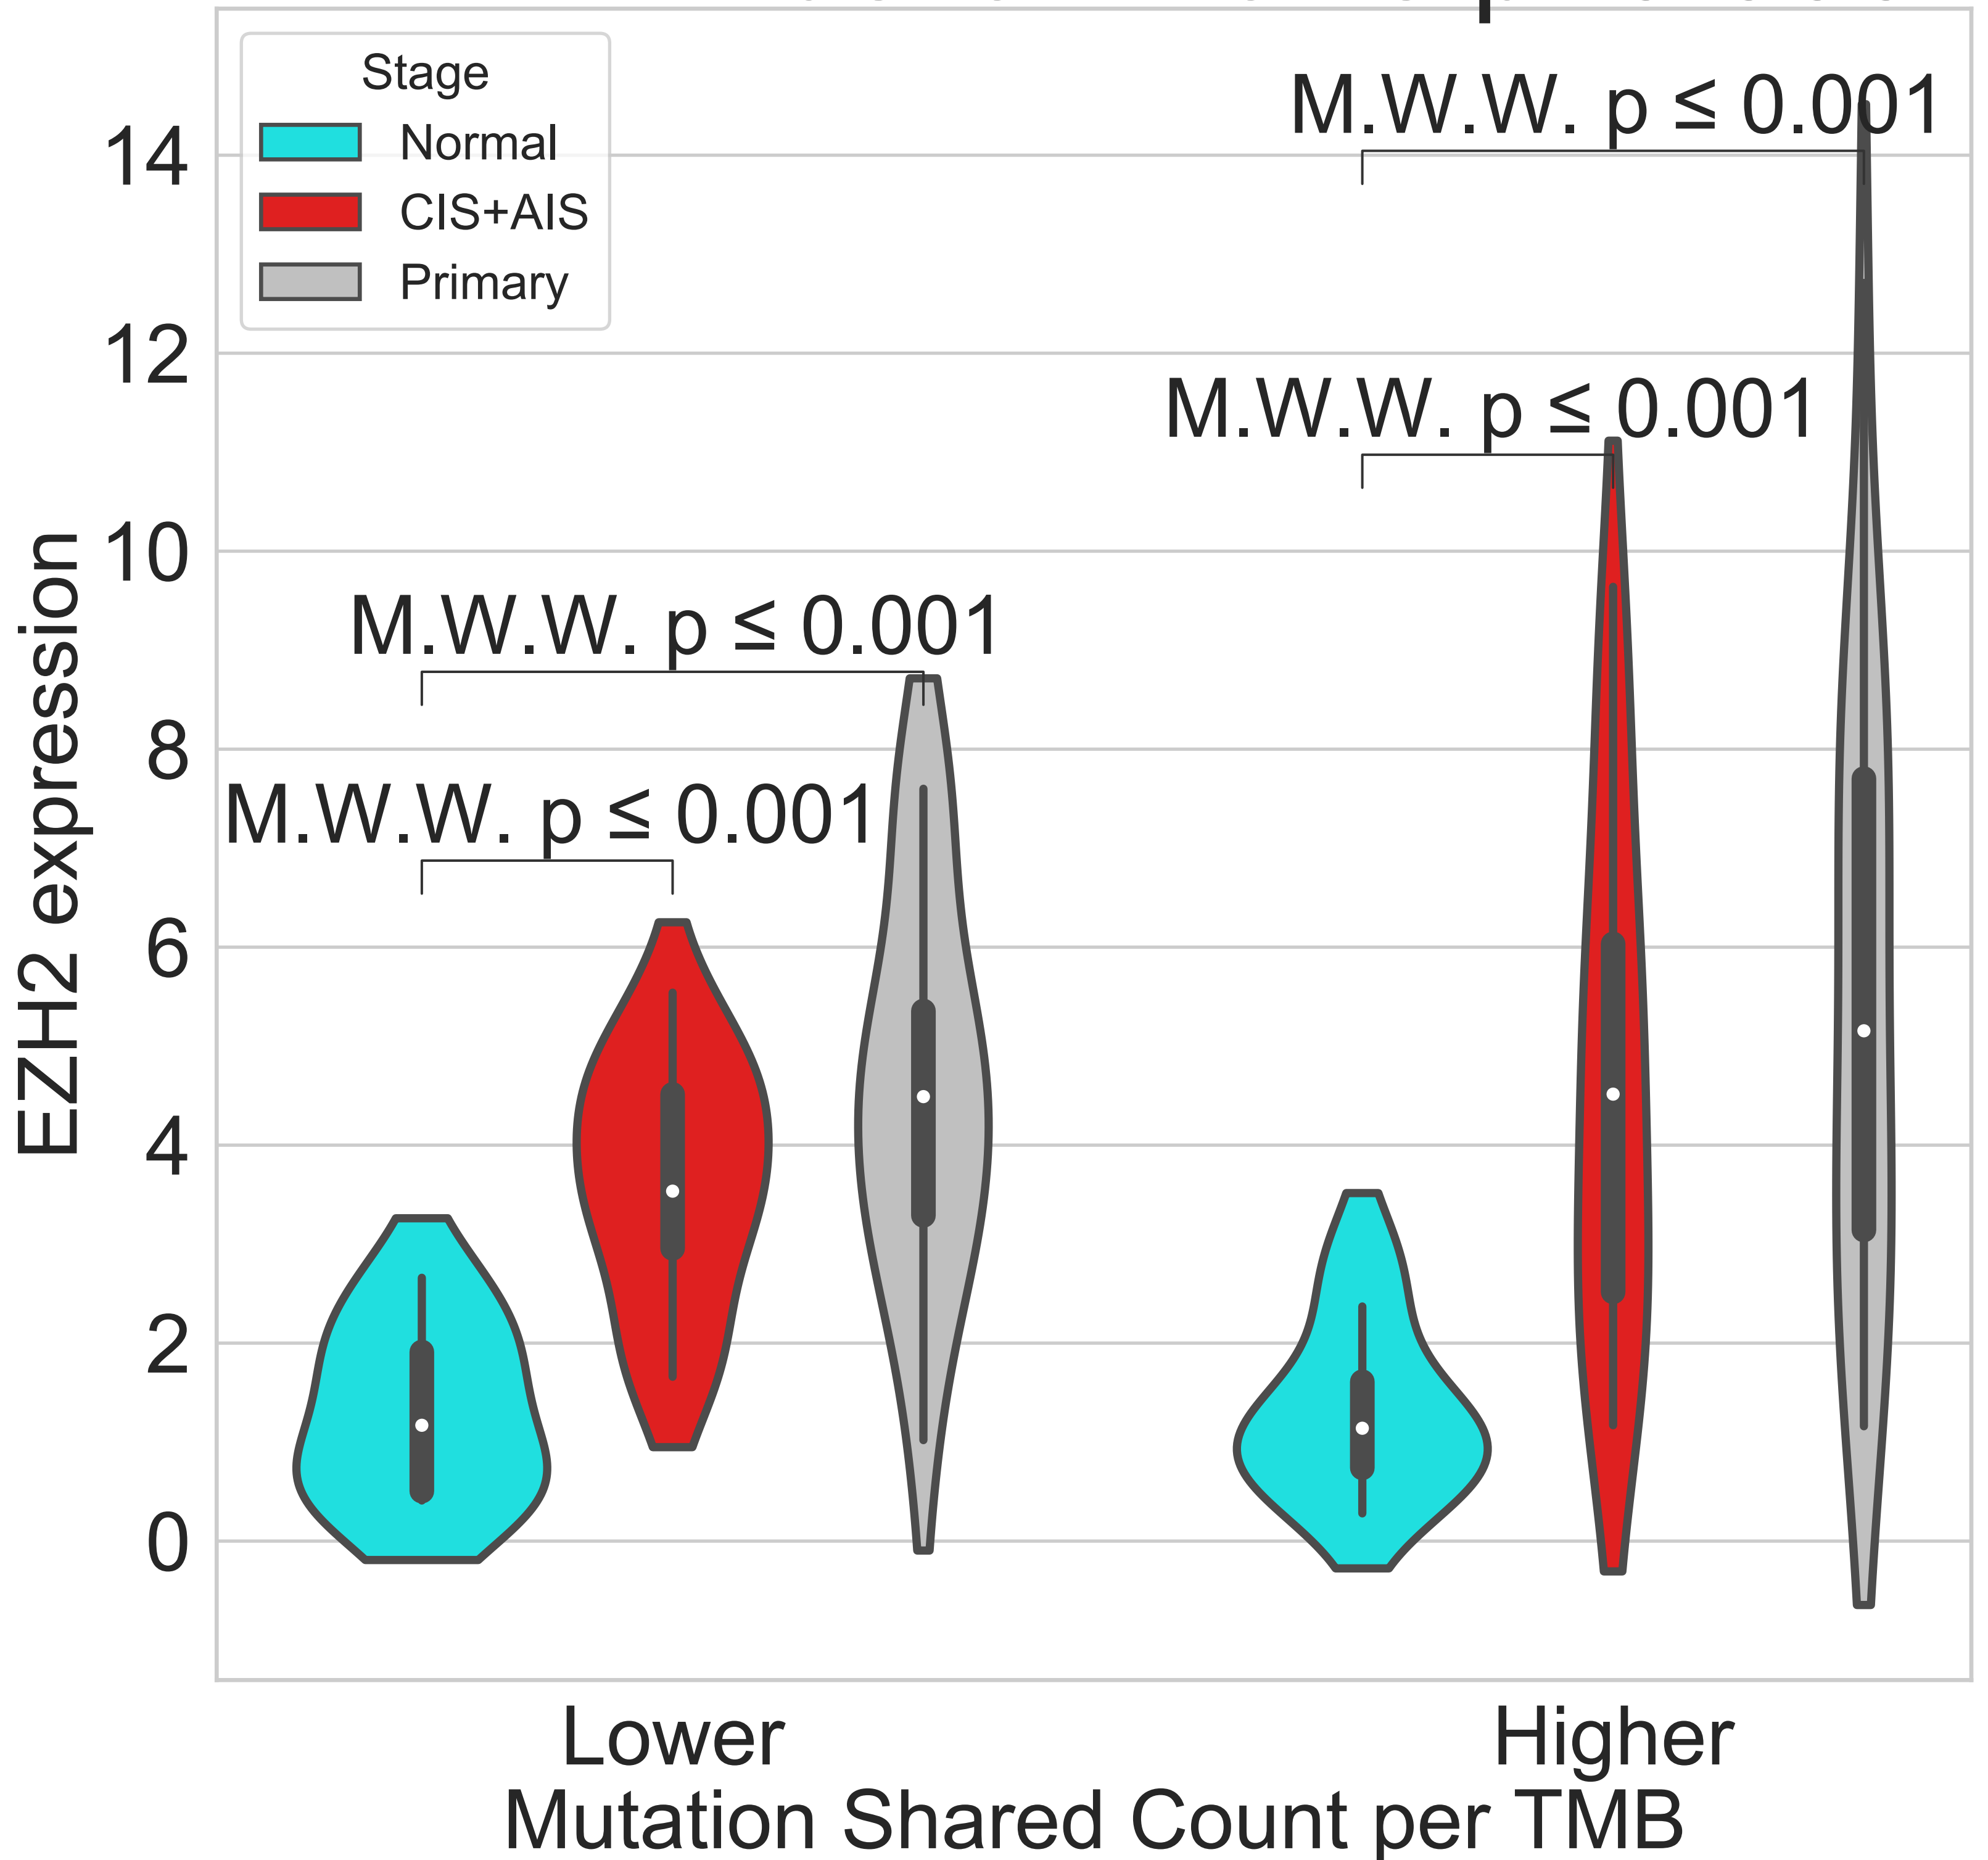 Stage
Normal
CIS+AIS
Primary
M.W.W. p ≤ 0.001
M.W.W. p ≤ 0.001
M.W.W. p ≤ 0.001
M.W.W. p ≤ 0.001
14
12
10
8
6
4
2
0
EZH2 expression
Lower
Higher
Mutation Shared Count per TMB